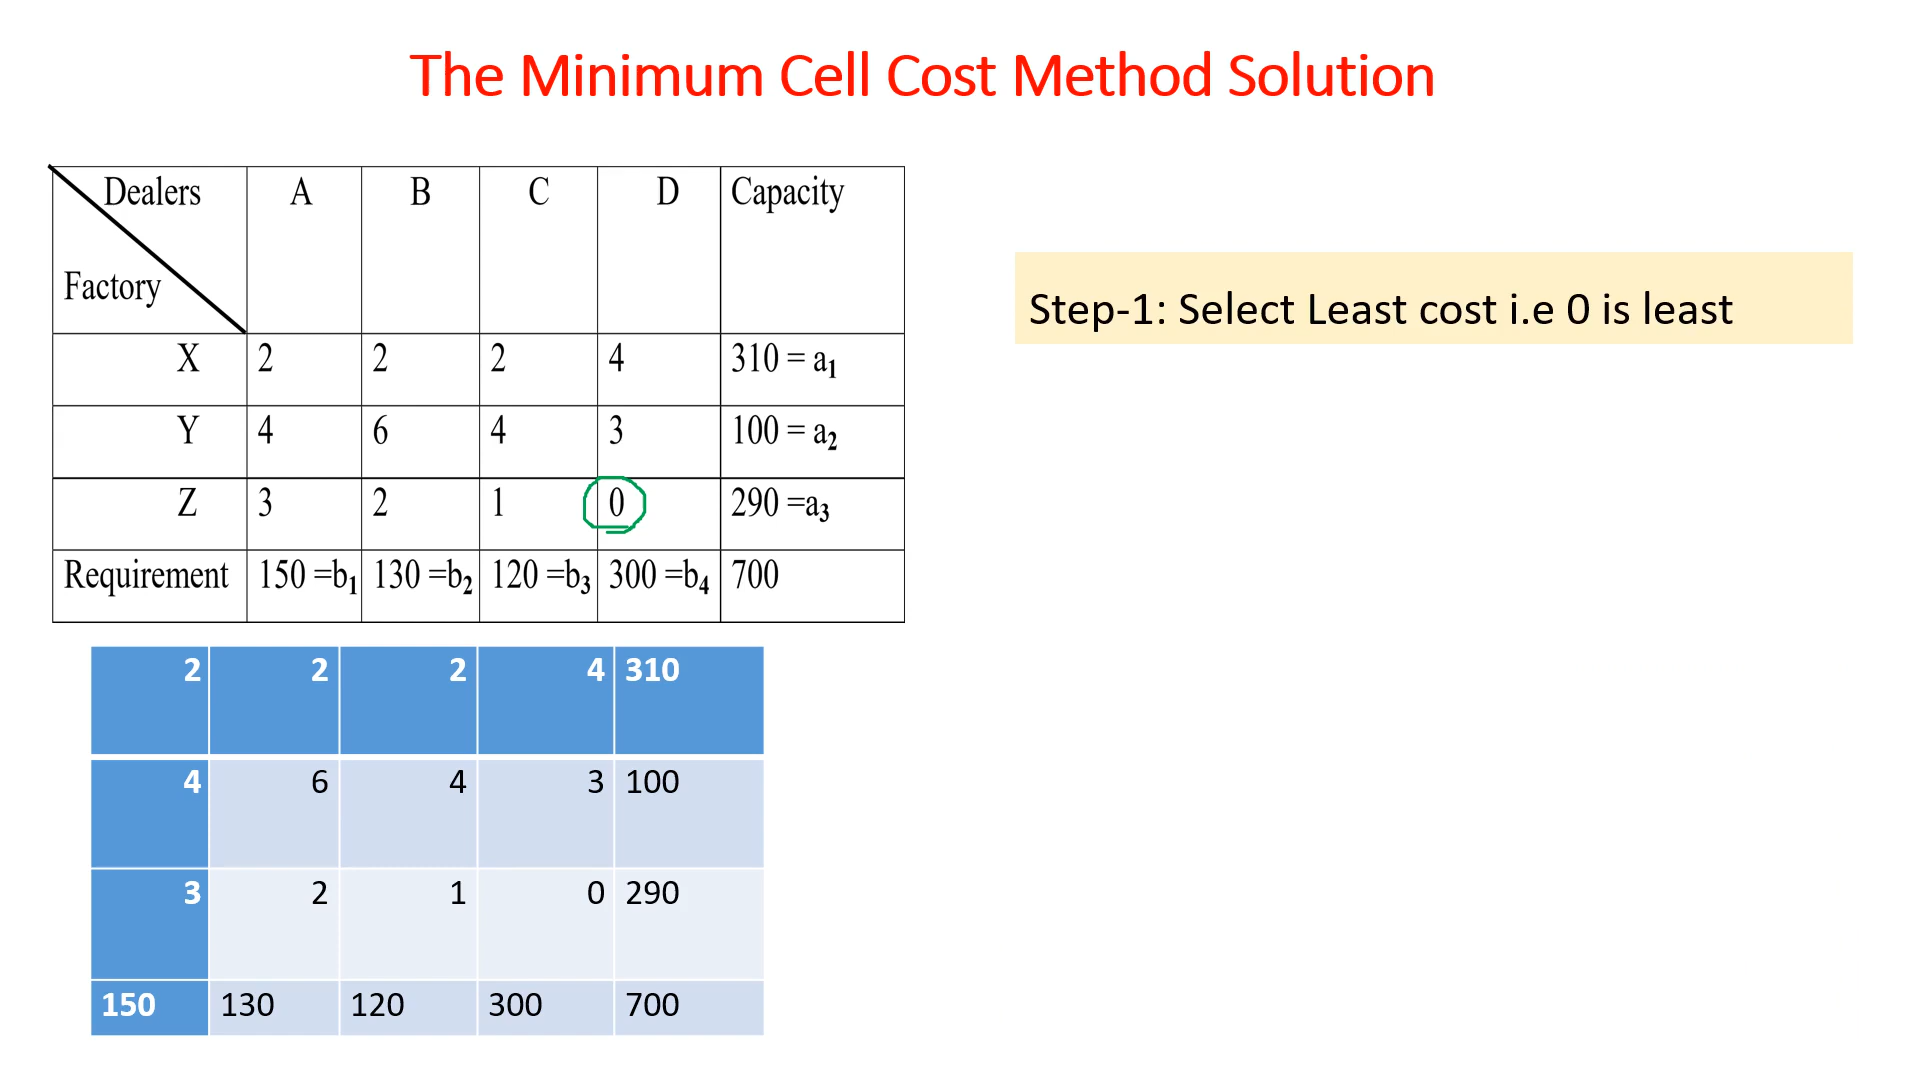 The Minimum Cell Cost Method Solution
Dealers A B C D Capacity
Factory
X 2 2 2 4 310 = a1
Y 4 6 4 3 100 = a2
Z 3 2 1 0 290 =a3
Requirement 150 =b1 130 =b2 120 =b3 300 =b4 700
Step-1: Select Least cost i.e 0 is least
2 2 2 4 310
4 6 4 3 100
3 2 1 0 290
150 130 120 300 700